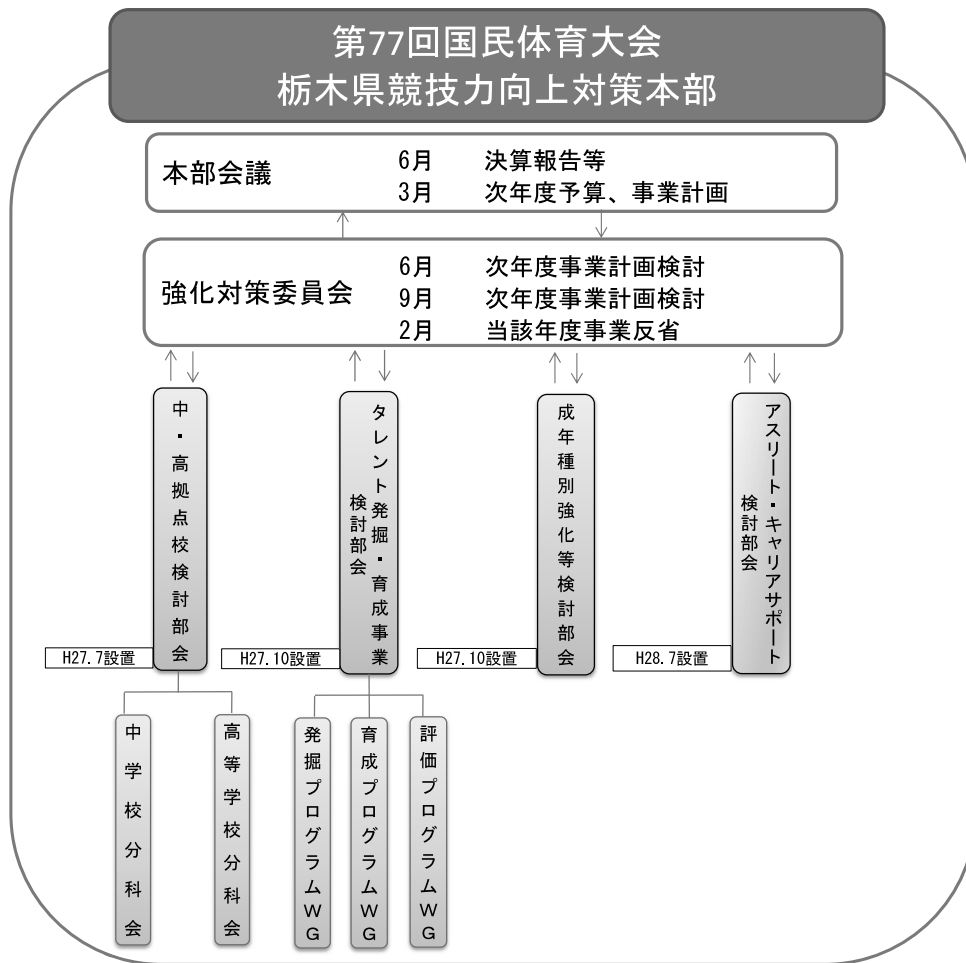 第77回国民体育大会
栃木県競技力向上対策本部
本部会議
6月 決算報告等
3月 次年度予算、事業計画
強化対策委員会
6月 次年度事業計画検討
9月 次年度事業計画検討
2月 当該年度事業反省
中・高拠点校検討部会
H27.7設置
タレント発掘・育成事業
検討部会
H27.10設置
成年種別強化等検討部会
H27.10設置
アスリート・キャリアサポート
検討部会
H28.7設置
中学校分科会
高等学校分科会
発掘プログラムWG
育成プログラムWG
評価プログラムWG